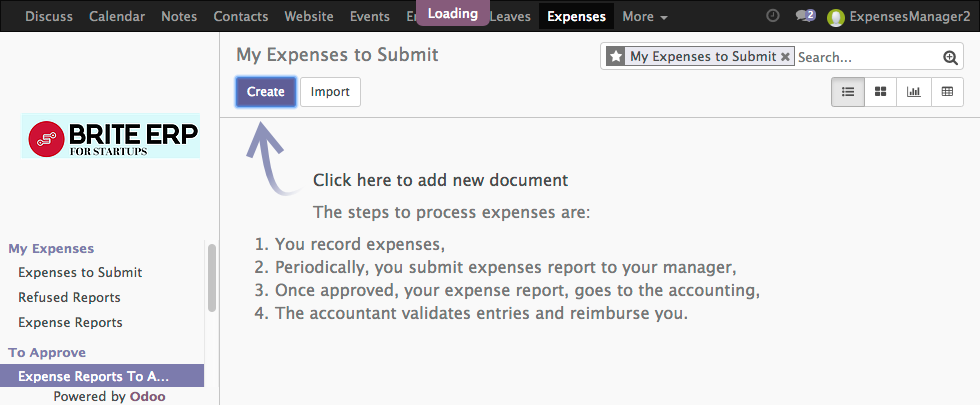 Discuss Calendar Notes Contacts Website Events Loading Leaves Expenses More 2 ExpensesManager2
My Expenses to Submit
My Expenses to Submit Search...
Create Import
BRITE ERP
FOR STARTUPS
Click here to add new document
The steps to process expenses are:
1. You record expenses,
2. Periodically, you submit expenses report to your manager,
3. Once approved, your expense report, goes to the accounting,
4. The accountant validates entries and reimburse you.
My Expenses
Expenses to Submit
Refused Reports
Expense Reports
To Approve
Expense Reports To A...
Powered by Odoo